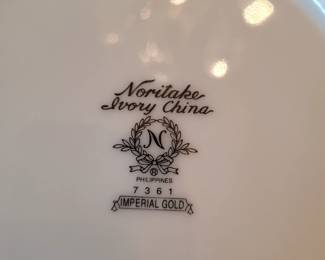 Noritake
Ivory China
N
PHILIPPINES
7361
IMPERIAL GOLD